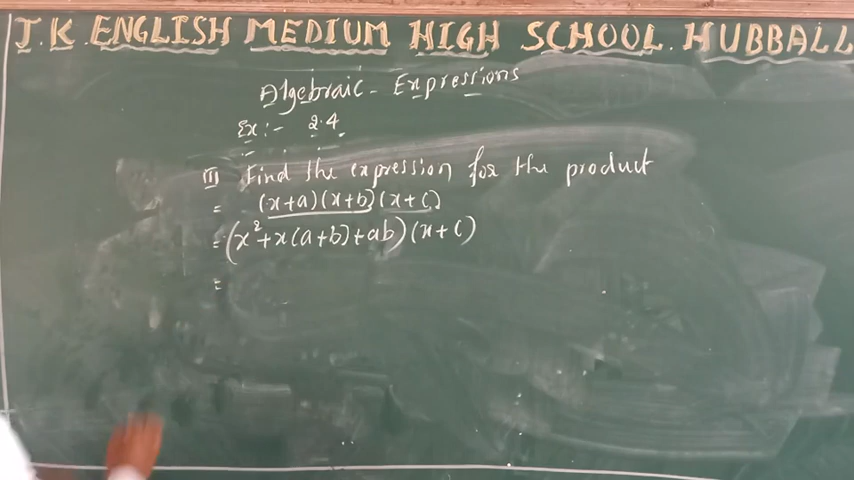 J.K ENGLISH MEDIUM HIGH SCHOOL. HUBBALL
Algebraic - Expressions
Ex:- 2.4
III Find the expression for the product
= (x+a)(x+b)(x+c)
= (x²+x(a+b)+ab)(x+c)
=